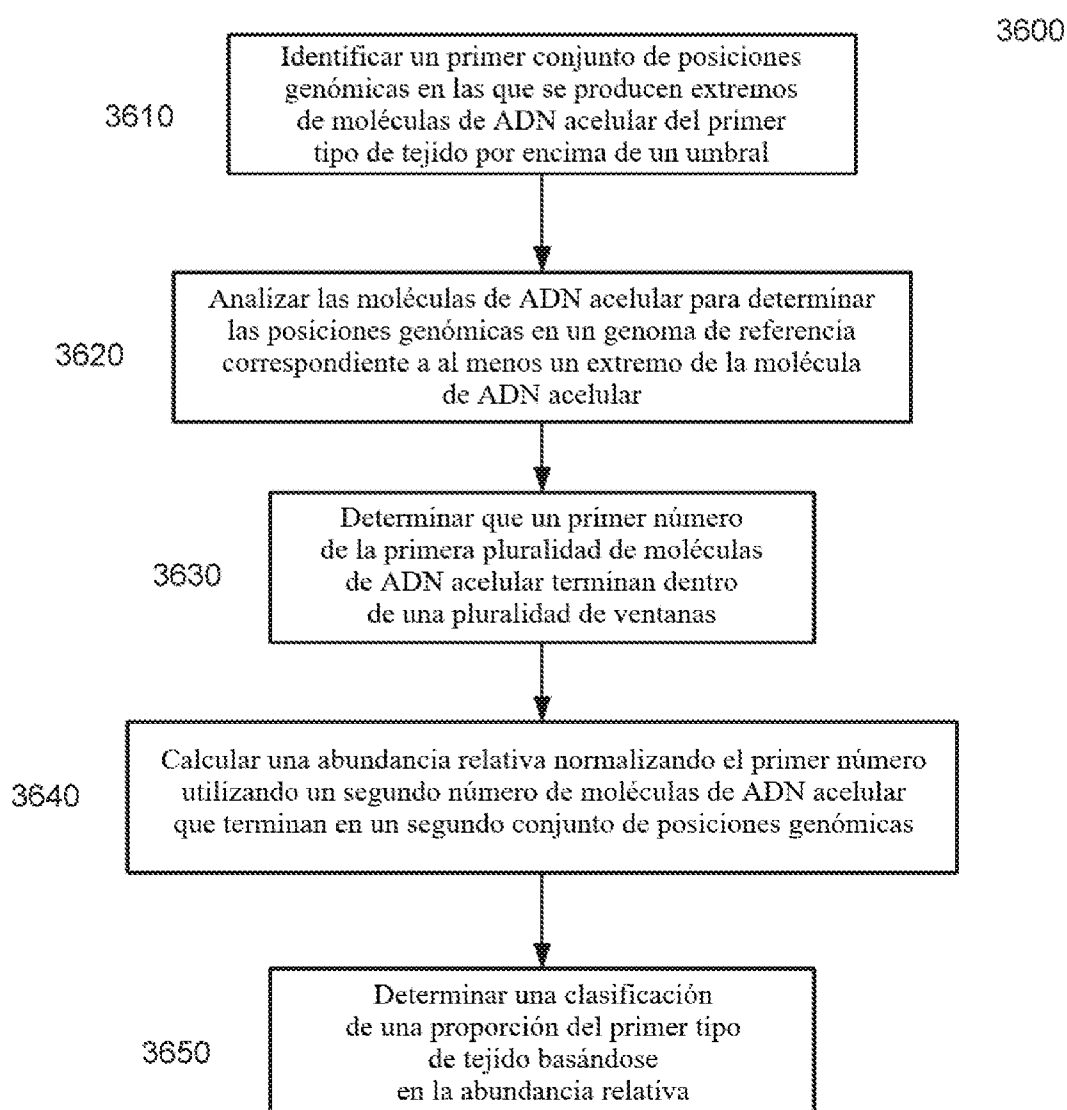 3600
Identificar un primer conjunto de posiciones
genómicas en las que se producen extremos
de moléculas de ADN acelular del primer
tipo de tejido por encima de un umbral
3610
Analizar las moléculas de ADN acelular para determinar
las posiciones genómicas en un genoma de referencia
correspondiente a al menos un extremo de la molécula
de ADN acelular
3620
Determinar que un primer número
de la primera pluralidad de moléculas
de ADN acelular terminan dentro
de una pluralidad de ventanas
3630
Calcular una abundancia relativa normalizando el primer número
utilizando un segundo número de moléculas de ADN acelular
que terminan en un segundo conjunto de posiciones genómicas
3640
Determinar una clasificación
de una proporción del primer tipo
de tejido basándose
en la abundancia relativa
3650